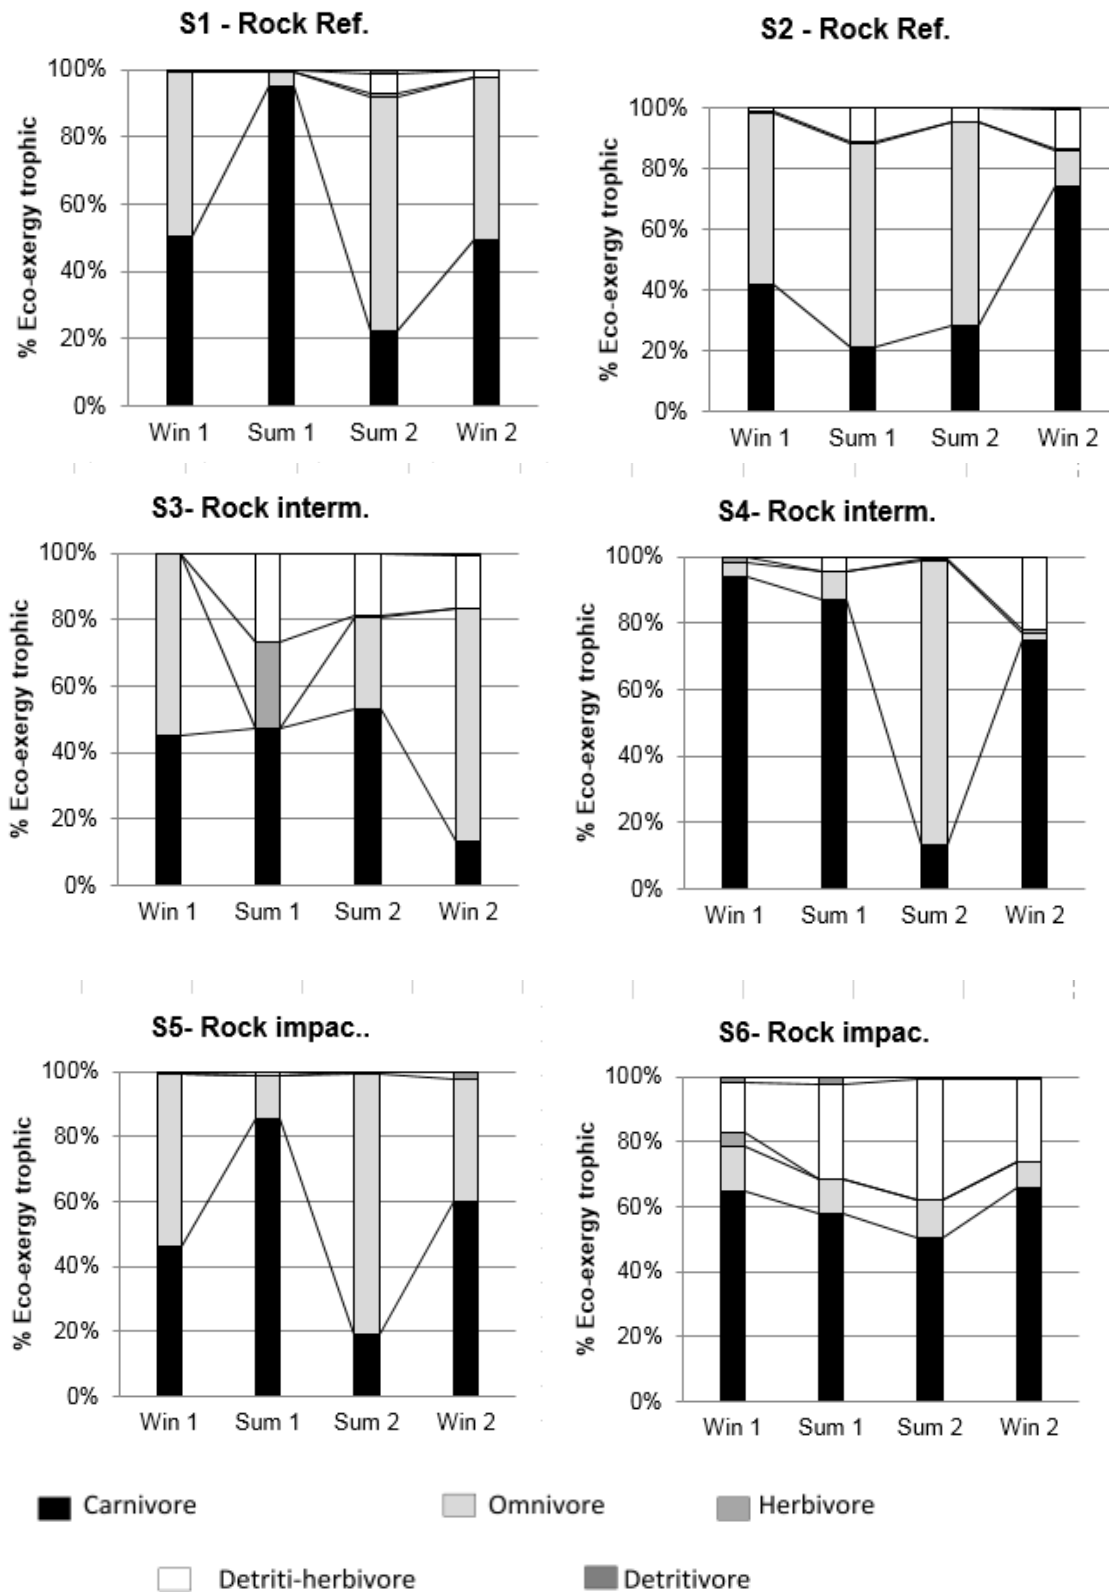 S1 - Rock Ref.
% Eco-exergy trophic
100%
80%
60%
40%
20%
0%
Win 1 Sum 1 Sum 2 Win 2
S2 - Rock Ref.
% Eco-exergy trophic
100%
80%
60%
40%
20%
0%
Win 1 Sum 1 Sum 2 Win 2
S3- Rock interm.
% Eco-exergy trophic
100%
80%
60%
40%
20%
0%
Win 1 Sum 1 Sum 2 Win 2
S4- Rock interm.
% Eco-exergy trophic
100%
80%
60%
40%
20%
0%
Win 1 Sum 1 Sum 2 Win 2
S5- Rock impac..
% Eco-exergy trophic
100%
80%
60%
40%
20%
0%
Win 1 Sum 1 Sum 2 Win 2
S6- Rock impac.
% Eco-exergy trophic
100%
80%
60%
40%
20%
0%
Win 1 Sum 1 Sum 2 Win 2
Carnivore Omnivore Herbivore
Detriti-herbivore Detritivore